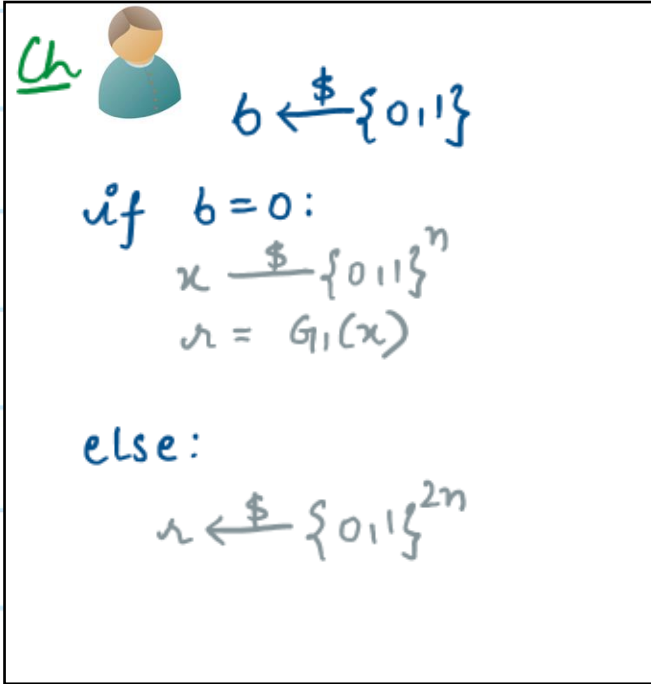 Ch
b ←$ {0,1}
if b=0:
x —$ {0,1}^n
r = G₁(x)
else:
r ←$ {0,1}^2n